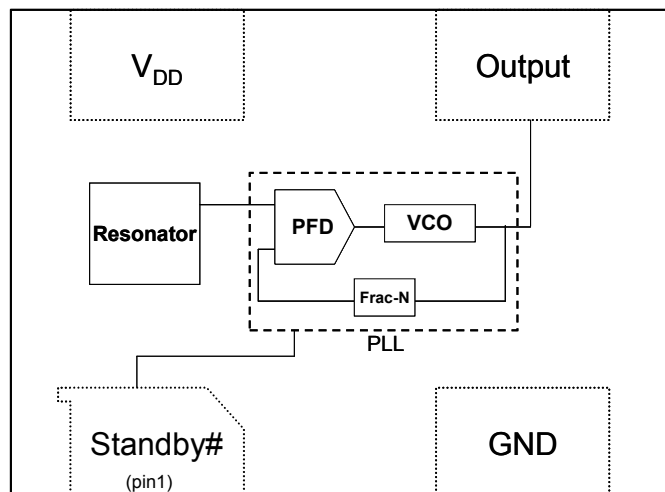 VDD
Output
Resonator
PFD
VCO
Frac-N
PLL
Standby#
(pin1)
GND